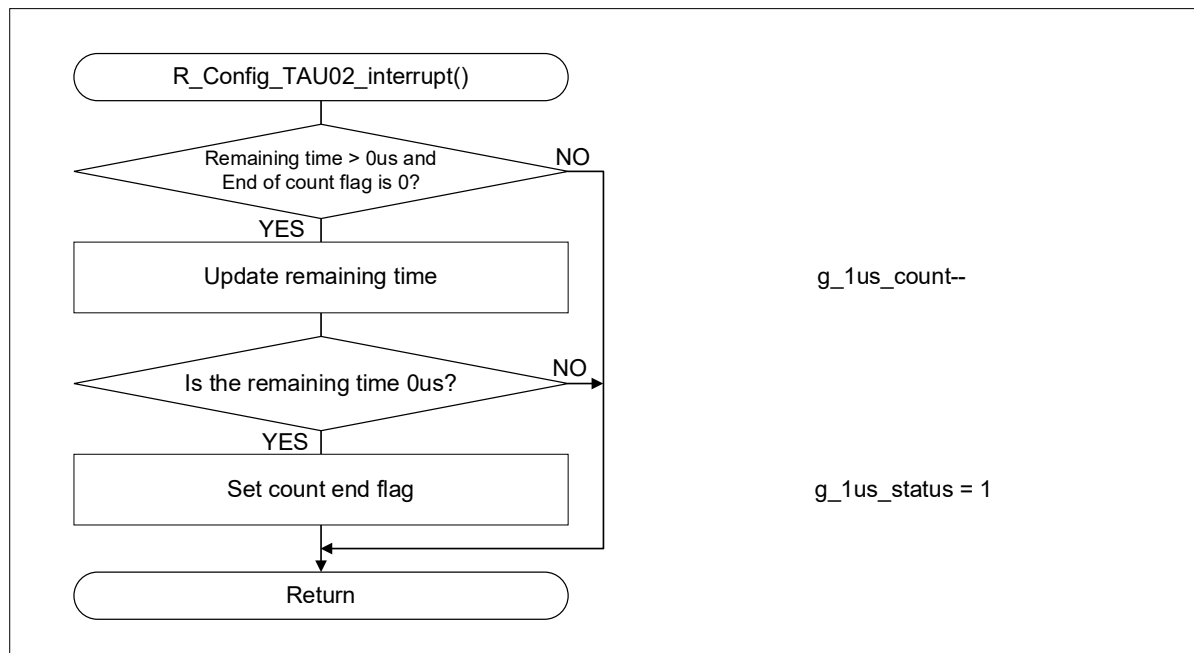 R_Config_TAU02_interrupt()
Remaining time > 0us and
End of count flag is 0?
NO
YES
Update remaining time
g_1us_count--
Is the remaining time 0us?
NO
YES
Set count end flag
g_1us_status = 1
Return